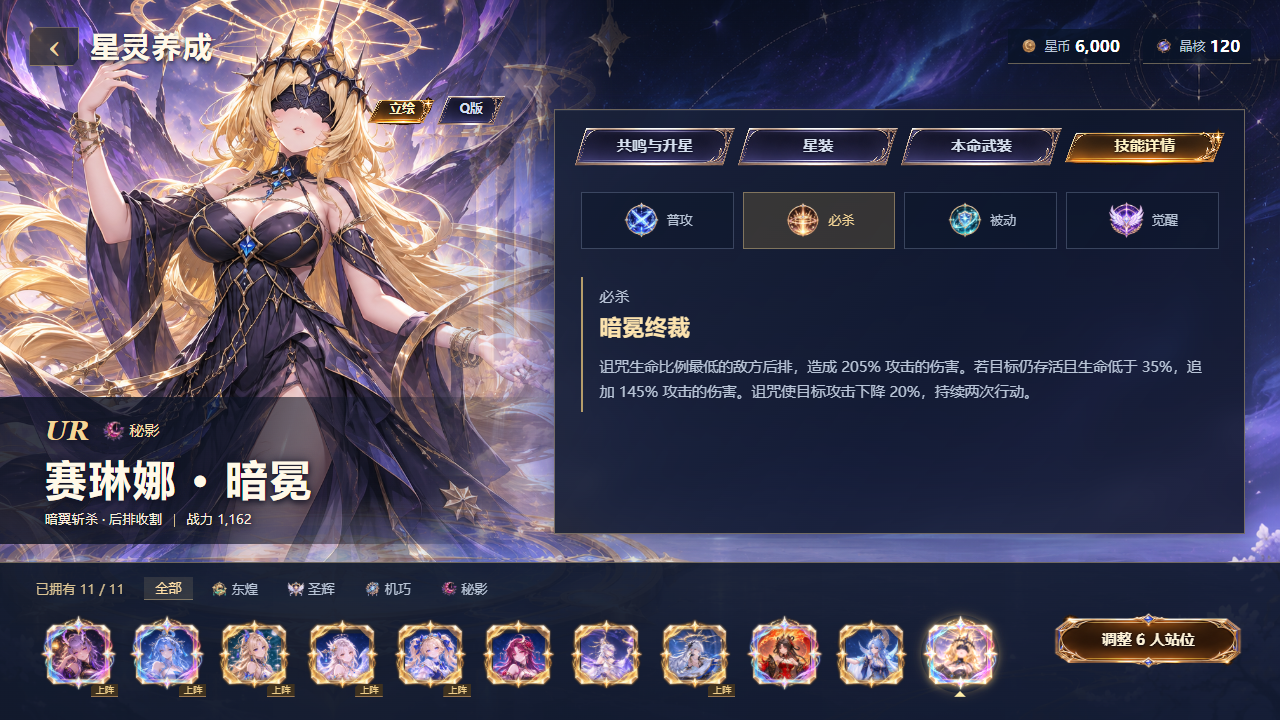 星灵养成
星币 6,000
晶核 120
立绘
Q版
共鸣与升星
星装
本命武装
技能详情
普攻
必杀
被动
觉醒
必杀
暗冕终裁
诅咒生命比例最低的敌方后排，造成 205% 攻击的伤害。若目标仍存活且生命低于 35%，追
加 145% 攻击的伤害。诅咒使目标攻击下降 20%，持续两次行动。
UR 秘影
赛琳娜·暗冕
暗翼斩杀·后排收割 | 战力 1,162
已拥有 11 / 11
全部
东煌
圣辉
机巧
秘影
上阵
上阵
上阵
上阵
上阵
上阵
调整 6 人站位